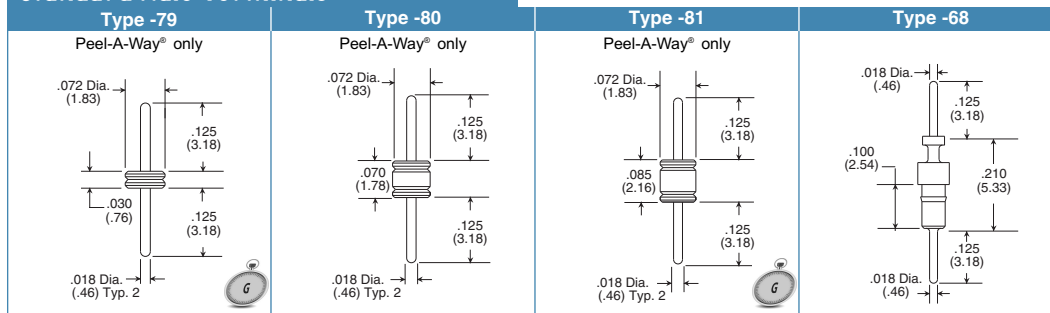 Type -79
Peel-A-Way® only
.072 Dia.
(1.83)
.125
(3.18)
.030
(.76)
.125
(3.18)
.018 Dia.
(.46) Typ. 2
G
Type -80
Peel-A-Way® only
.072 Dia.
(1.83)
.125
(3.18)
.070
(1.78)
.125
(3.18)
.018 Dia.
(.46) Typ. 2
Type -81
Peel-A-Way® only
.072 Dia.
(1.83)
.125
(3.18)
.085
(2.16)
.125
(3.18)
.018 Dia.
(.46) Typ. 2
G
Type -68
.018 Dia.
(.46)
.125
(3.18)
.100
(2.54)
.210
(5.33)
.125
(3.18)
.018 Dia.
(.46)